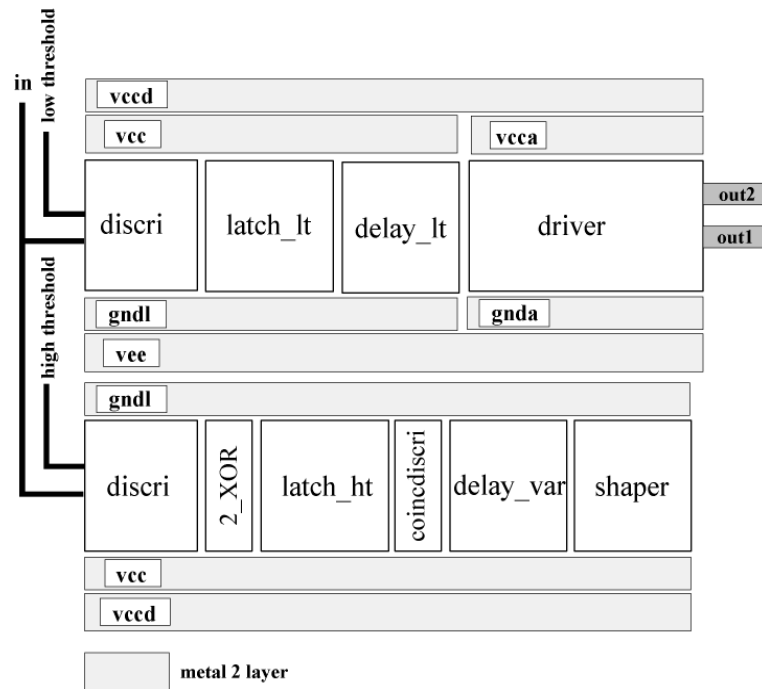 in
low threshold
vccd
vcc
vcca
discri
latch_lt
delay_lt
driver
out2
out1
gndl
gnda
vee
high threshold
gndl
discri
2_XOR
latch_ht
coincdiscri
delay_var
shaper
vcc
vccd
metal 2 layer